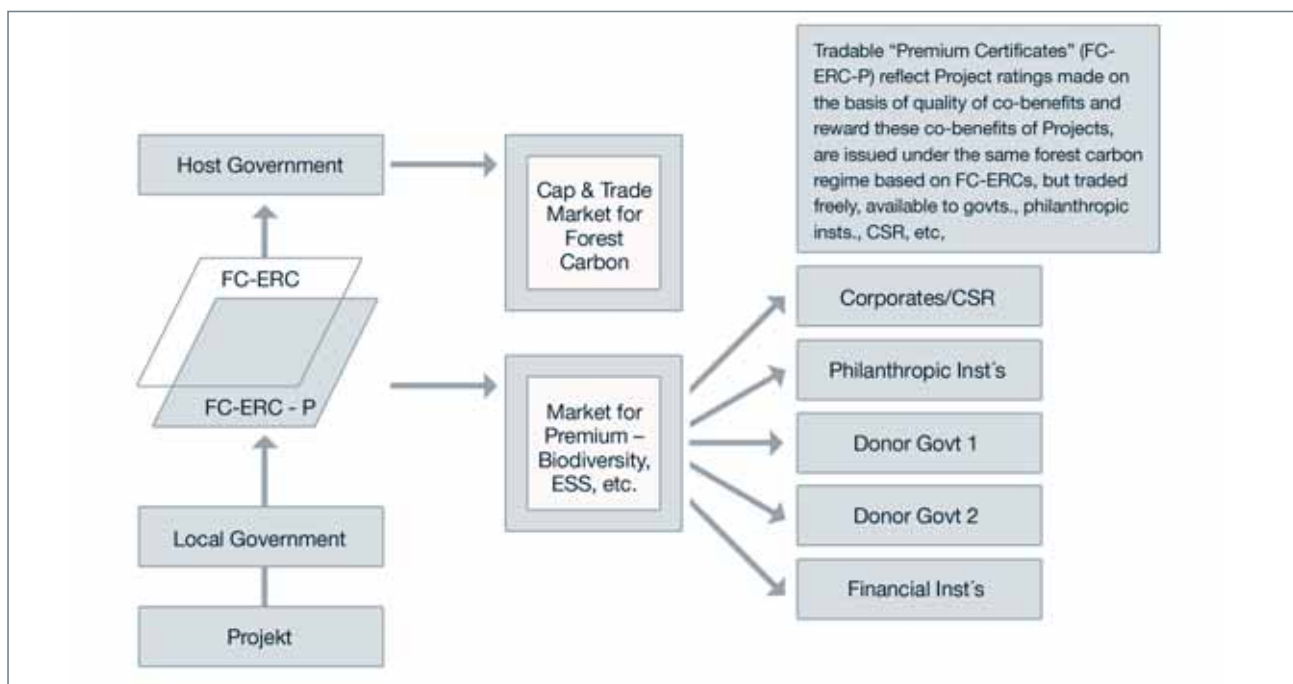 Host Government
FC-ERC
FC-ERC - P
Local Government
Projekt
Cap & Trade
Market for
Forest
Carbon
Market for
Premium –
Biodiversity,
ESS, etc.
Tradable “Premium Certificates” (FC-
ERC-P) reflect Project ratings made on
the basis of quality of co-benefits and
reward these co-benefits of Projects,
are issued under the same forest carbon
regime based on FC-ERCs, but traded
freely, available to govts., philanthropic
insts., CSR, etc,
Corporates/CSR
Philanthropic Inst´s
Donor Govt 1
Donor Govt 2
Financial Inst´s